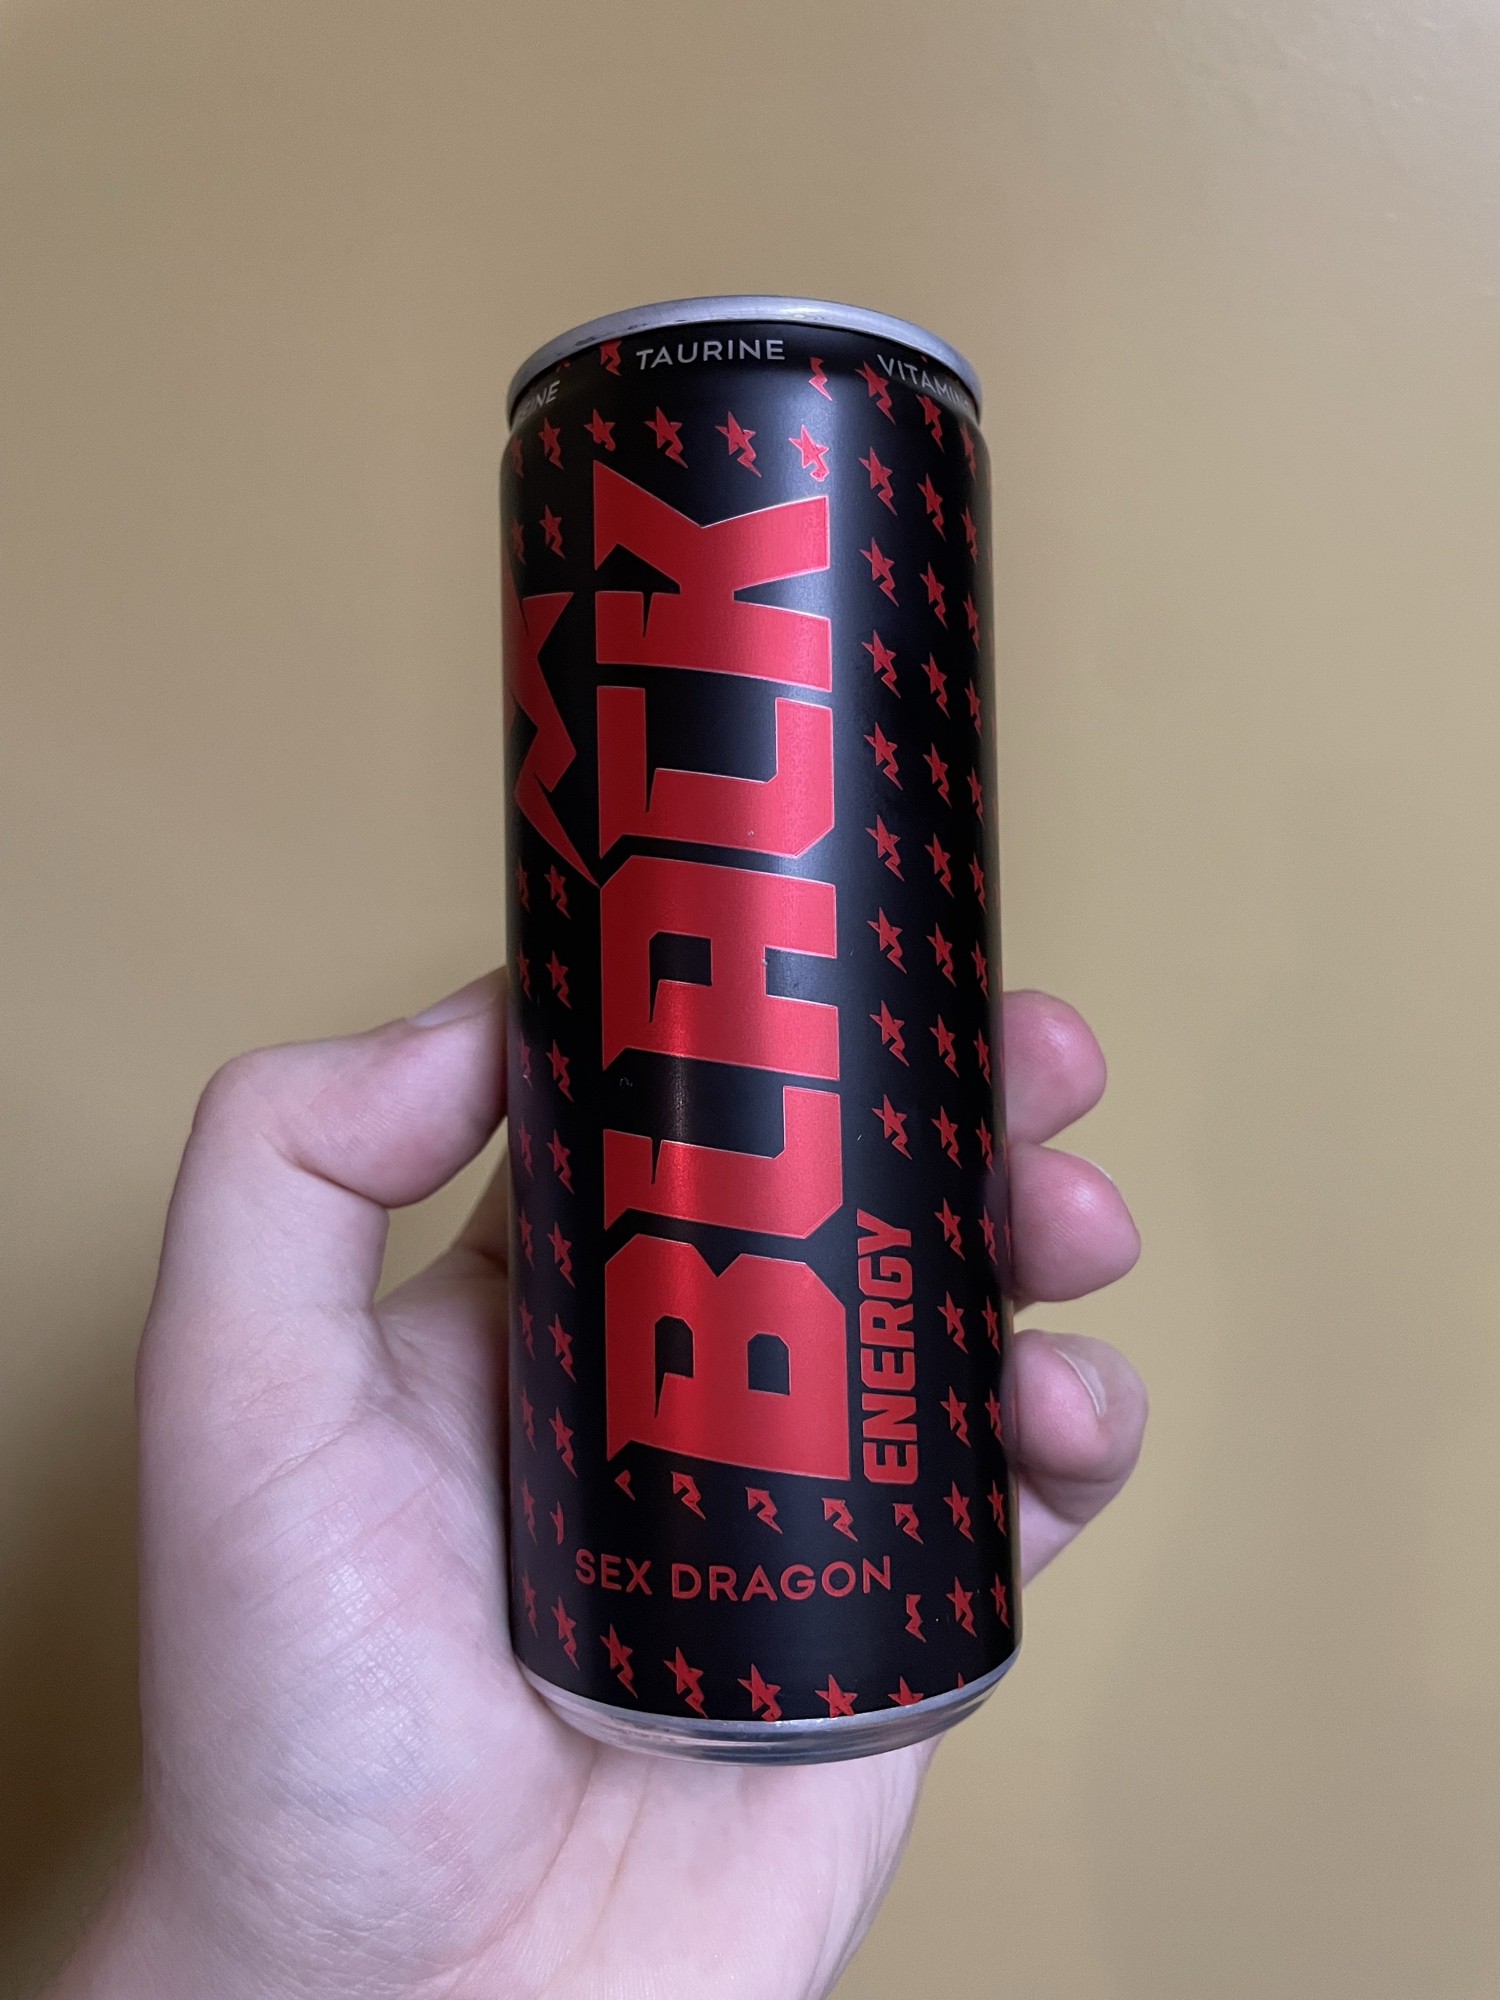 TAURINE
BLACK
ENERGY
SEX DRAGON